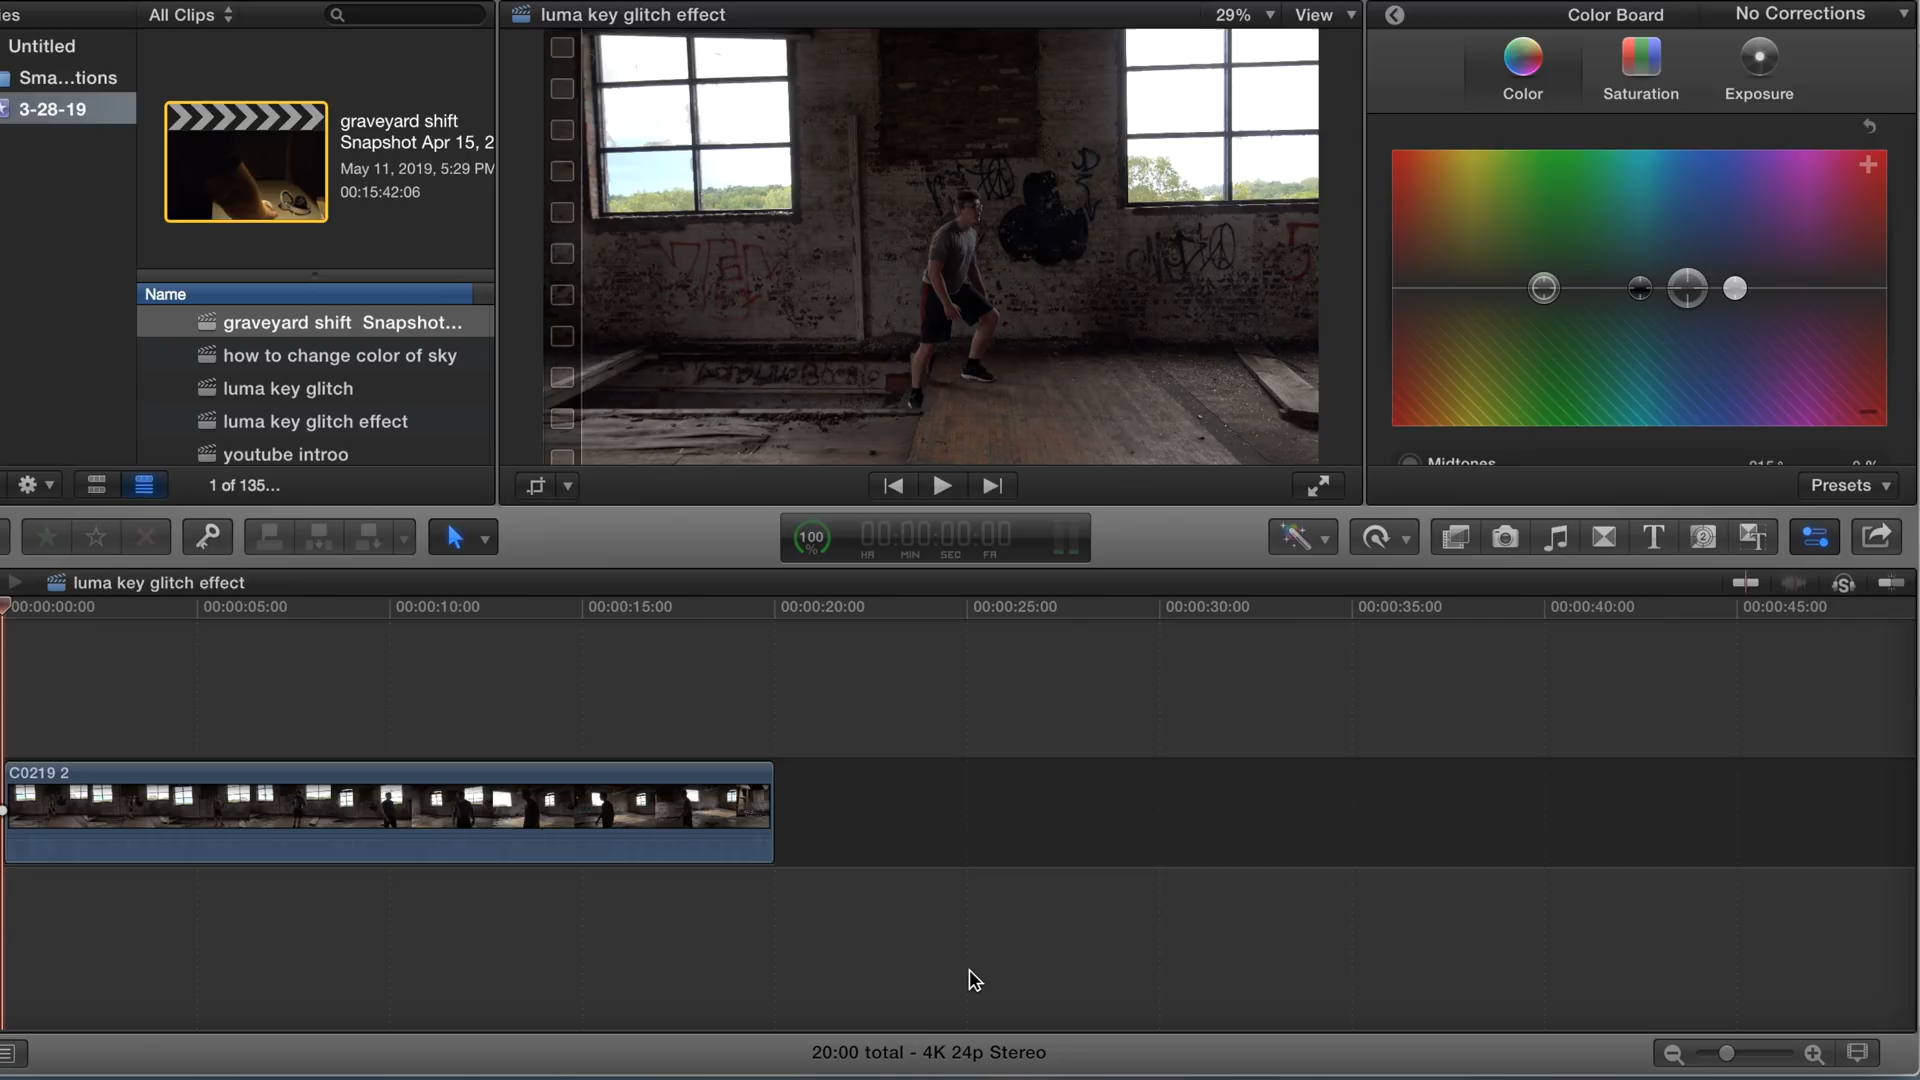 ies
All Clips
Untitled
Sma...tions
3-28-19
graveyard shift
Snapshot Apr 15, 2
May 11, 2019, 5:29 PM
00:15:42:06
Name
graveyard shift Snapshot...
how to change color of sky
luma key glitch
luma key glitch effect
youtube introo
1 of 135...
luma key glitch effect
29%
View
Color Board
No Corrections
Color
Saturation
Exposure
Midtones
Presets
100
%
00:00:00:00
HR MIN SEC FR
luma key glitch effect
00:00:00:00 00:00:05:00 00:00:10:00 00:00:15:00 00:00:20:00 00:00:25:00 00:00:30:00 00:00:35:00 00:00:40:00 00:00:45:00
C0219 2
20:00 total - 4K 24p Stereo